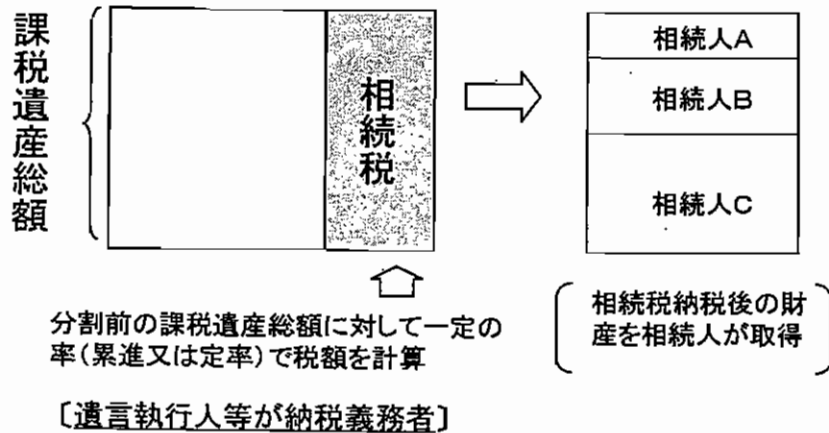 課税遺産総額
相続税
相続人A
相続人B
相続人C
分割前の課税遺産総額に対して一定の
率(累進又は定率)で税額を計算
相続税納税後の財
産を相続人が取得
〔遺言執行人等が納税義務者〕